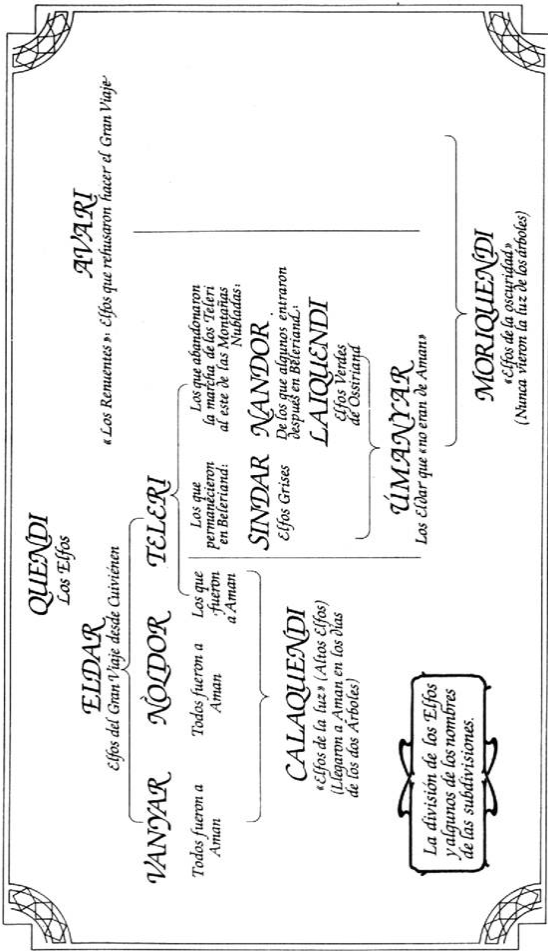 QUENDI
Los Elfos
ELDAR
Elfos del Gran Viaje desde Cuiviénen
AVARI
«Los Renuentes»: Elfos que rehusaron hacer el Gran Viaje
VANYAR
Todos fueron a
Aman
ÑOLDOR
Todos fueron a
Aman
TELERI
Los que
fueron
a Aman
Los que
permanecieron
en Beleriand:
SINDAR
Elfos Grises
Los que abandonaron
la marcha de los Teleri
al este de las Montañas
Nubladas:
NANDOR
De los que algunos entraron
después en Beleriand:
LAIQUENDI
Elfos Verdes
de Ossiriand
CALAQUENDI
«Elfos de la luz» (Altos Elfos)
(Llegaron a Aman en los días
de los dos Árboles)
ÚMANYAR
Los Eldar que «no eran de Aman»
MORIQUENDI
«Elfos de la oscuridad»
(Nunca vieron la luz de los árboles)
La división de los Elfos
y algunos de los nombres
de las subdivisiones.